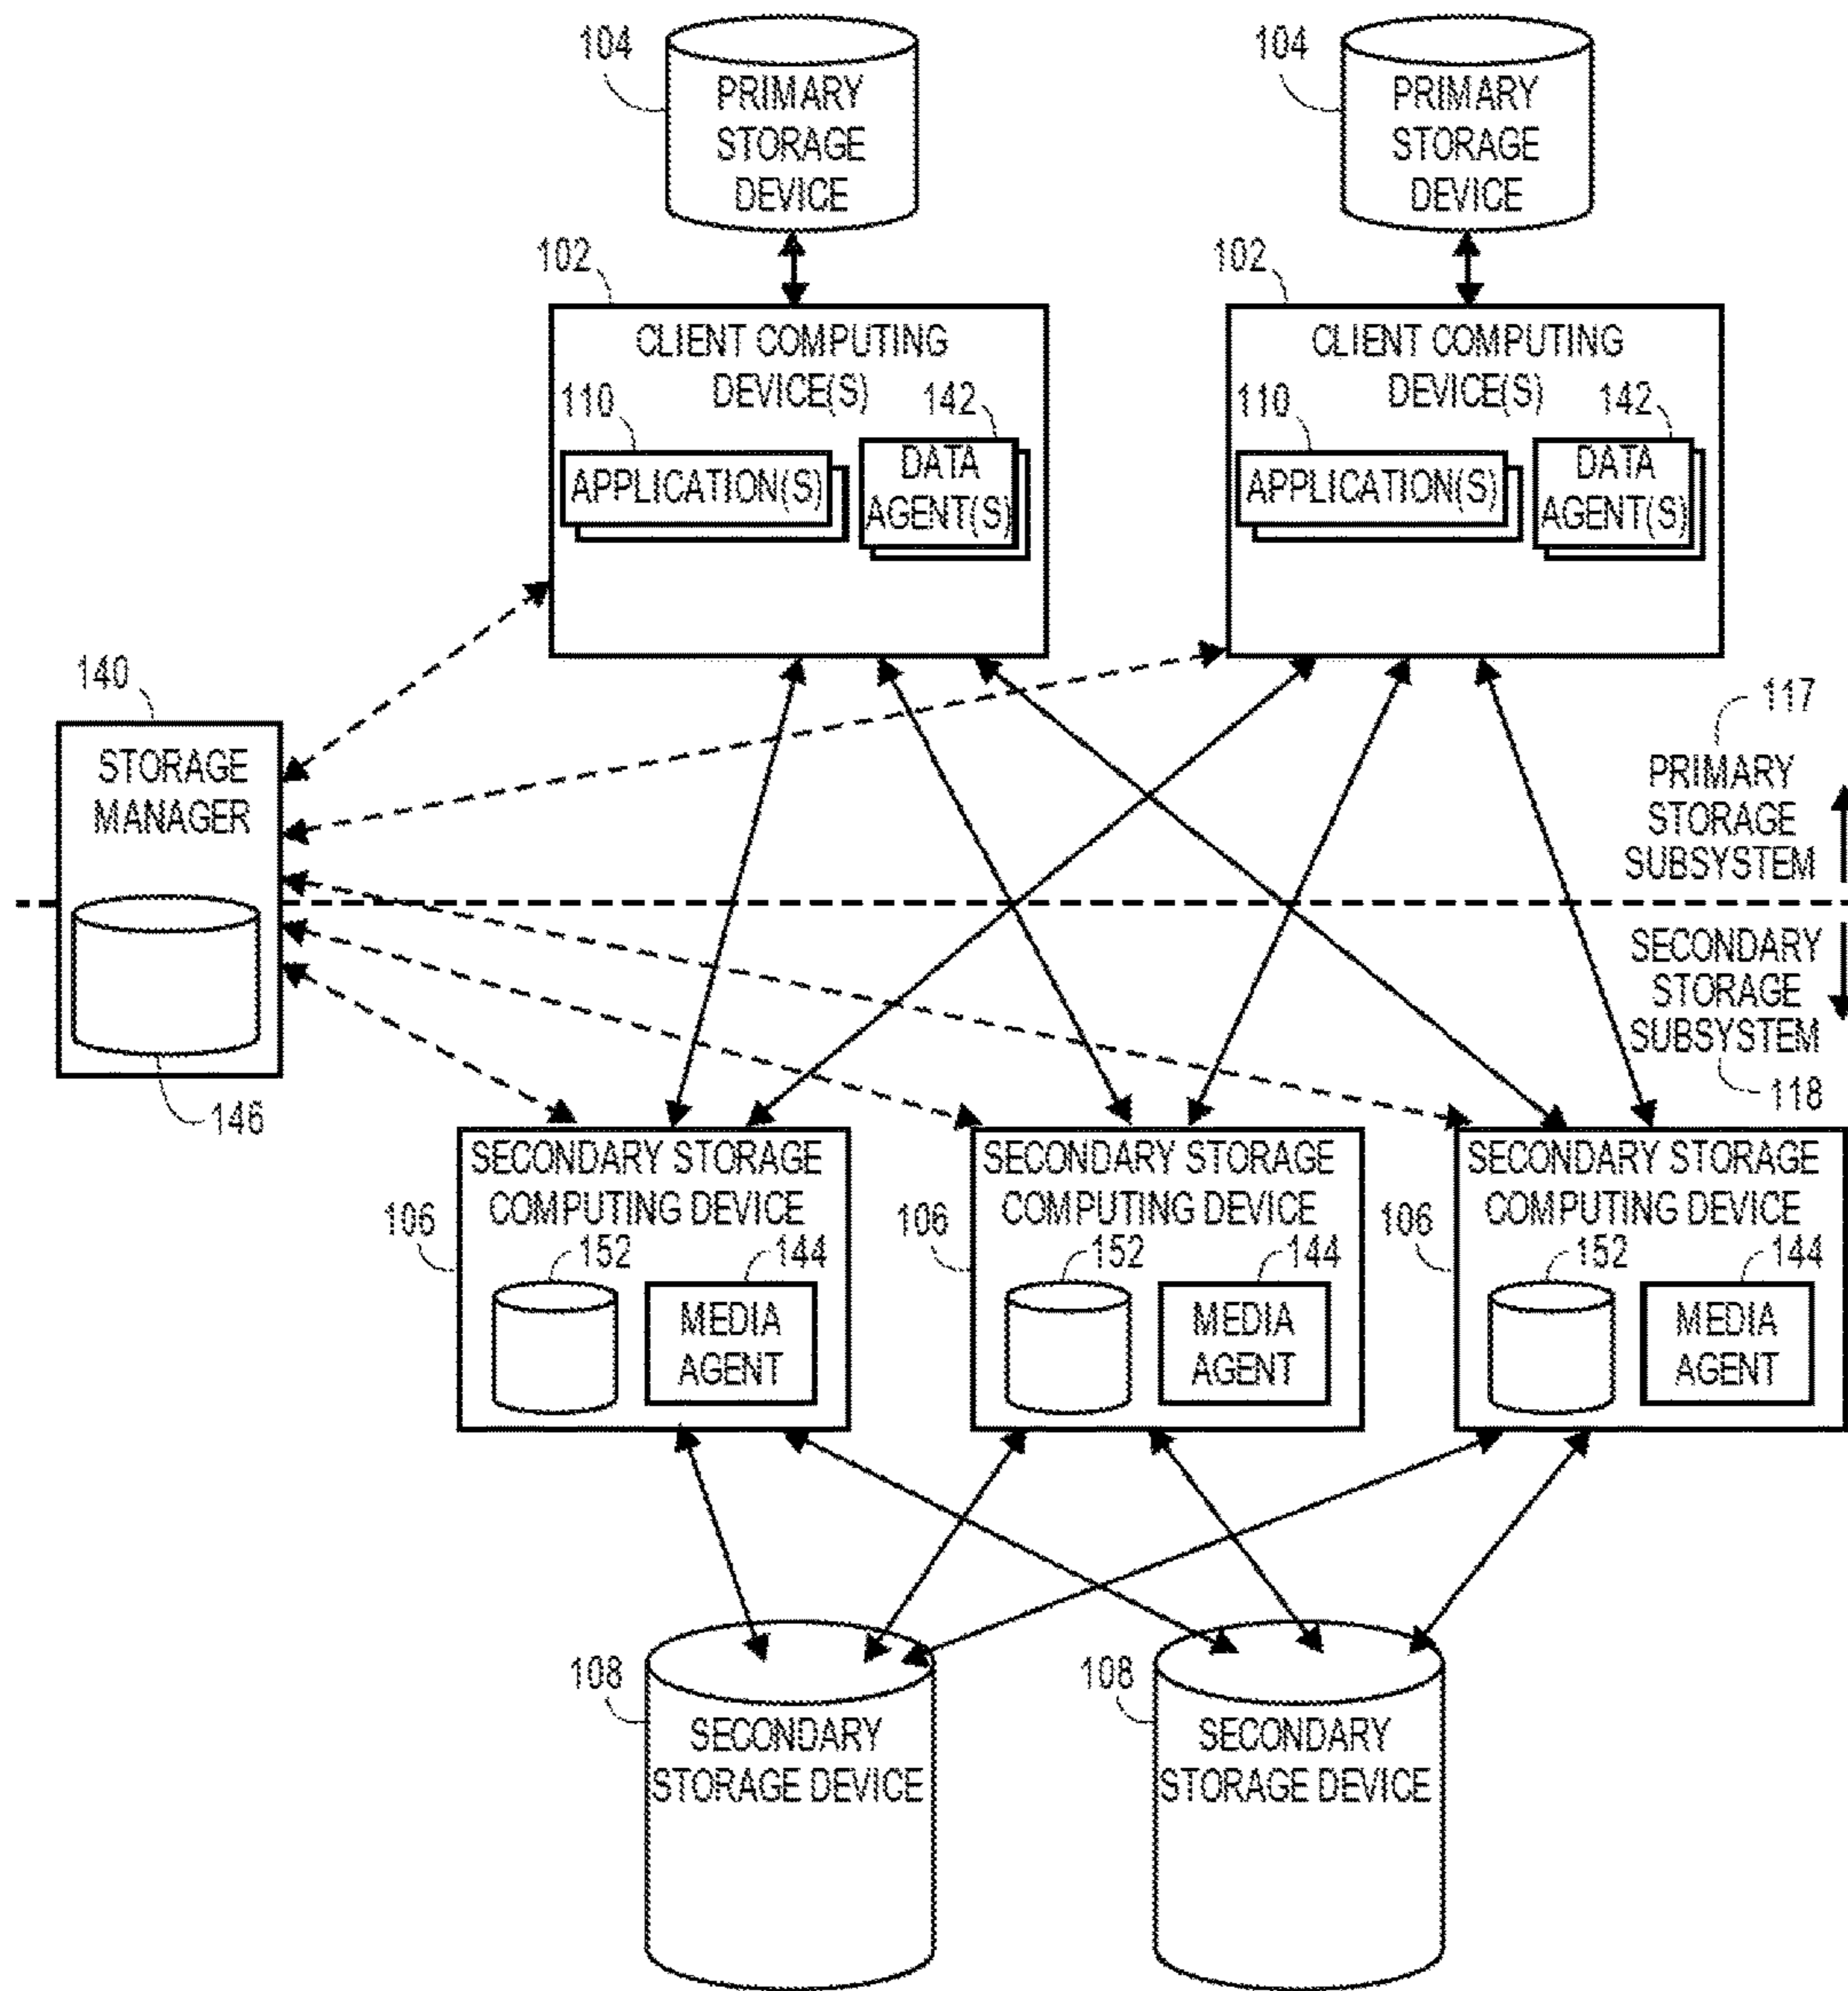 104
PRIMARY
STORAGE
DEVICE
104
PRIMARY
STORAGE
DEVICE
102
CLIENT COMPUTING
DEVICE(S)
110
142
APPLICATION(S)
DATA
AGENT(S)
102
CLIENT COMPUTING
DEVICE(S)
110
142
APPLICATION(S)
DATA
AGENT(S)
140
STORAGE
MANAGER
146
117
PRIMARY
STORAGE
SUBSYSTEM
SECONDARY
STORAGE
SUBSYSTEM
118
SECONDARY STORAGE
COMPUTING DEVICE
106
152
144
MEDIA
AGENT
SECONDARY STORAGE
COMPUTING DEVICE
106
152
144
MEDIA
AGENT
SECONDARY STORAGE
COMPUTING DEVICE
106
152
144
MEDIA
AGENT
108
SECONDARY
STORAGE DEVICE
108
SECONDARY
STORAGE DEVICE